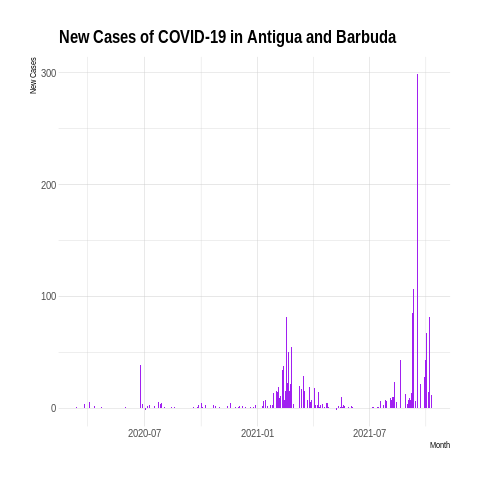 New Cases of COVID-19 in Antigua and Barbuda
New Cases
300
200
100
0
2020-07 2021-01 2021-07
Month